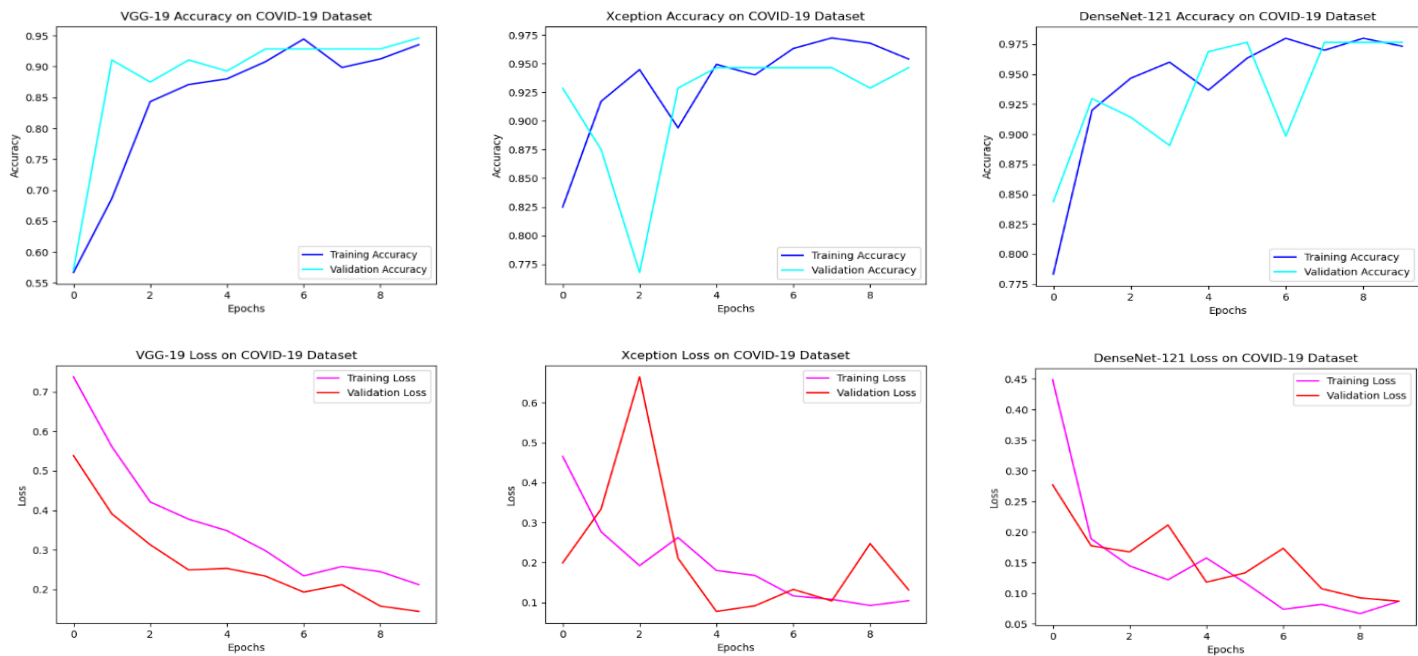 VGG-19 Accuracy on COVID-19 Dataset
0.95
0.90
0.85
0.80
0.75
0.70
0.65
0.60
0.55
Accuracy
Training Accuracy
Validation Accuracy
0 2 4 6 8
Epochs
Xception Accuracy on COVID-19 Dataset
0.975
0.950
0.925
0.900
0.875
0.850
0.825
0.800
0.775
Accuracy
Training Accuracy
Validation Accuracy
0 2 4 6 8
Epochs
DenseNet-121 Accuracy on COVID-19 Dataset
0.975
0.950
0.925
0.900
0.875
0.850
0.825
0.800
0.775
Accuracy
Training Accuracy
Validation Accuracy
0 2 4 6 8
Epochs
VGG-19 Loss on COVID-19 Dataset
0.7
0.6
0.5
0.4
0.3
0.2
Loss
Training Loss
Validation Loss
0 2 4 6 8
Epochs
Xception Loss on COVID-19 Dataset
0.6
0.5
0.4
0.3
0.2
0.1
Loss
Training Loss
Validation Loss
0 2 4 6 8
Epochs
DenseNet-121 Loss on COVID-19 Dataset
0.45
0.40
0.35
0.30
0.25
0.20
0.15
0.10
0.05
Loss
Training Loss
Validation Loss
0 2 4 6 8
Epochs